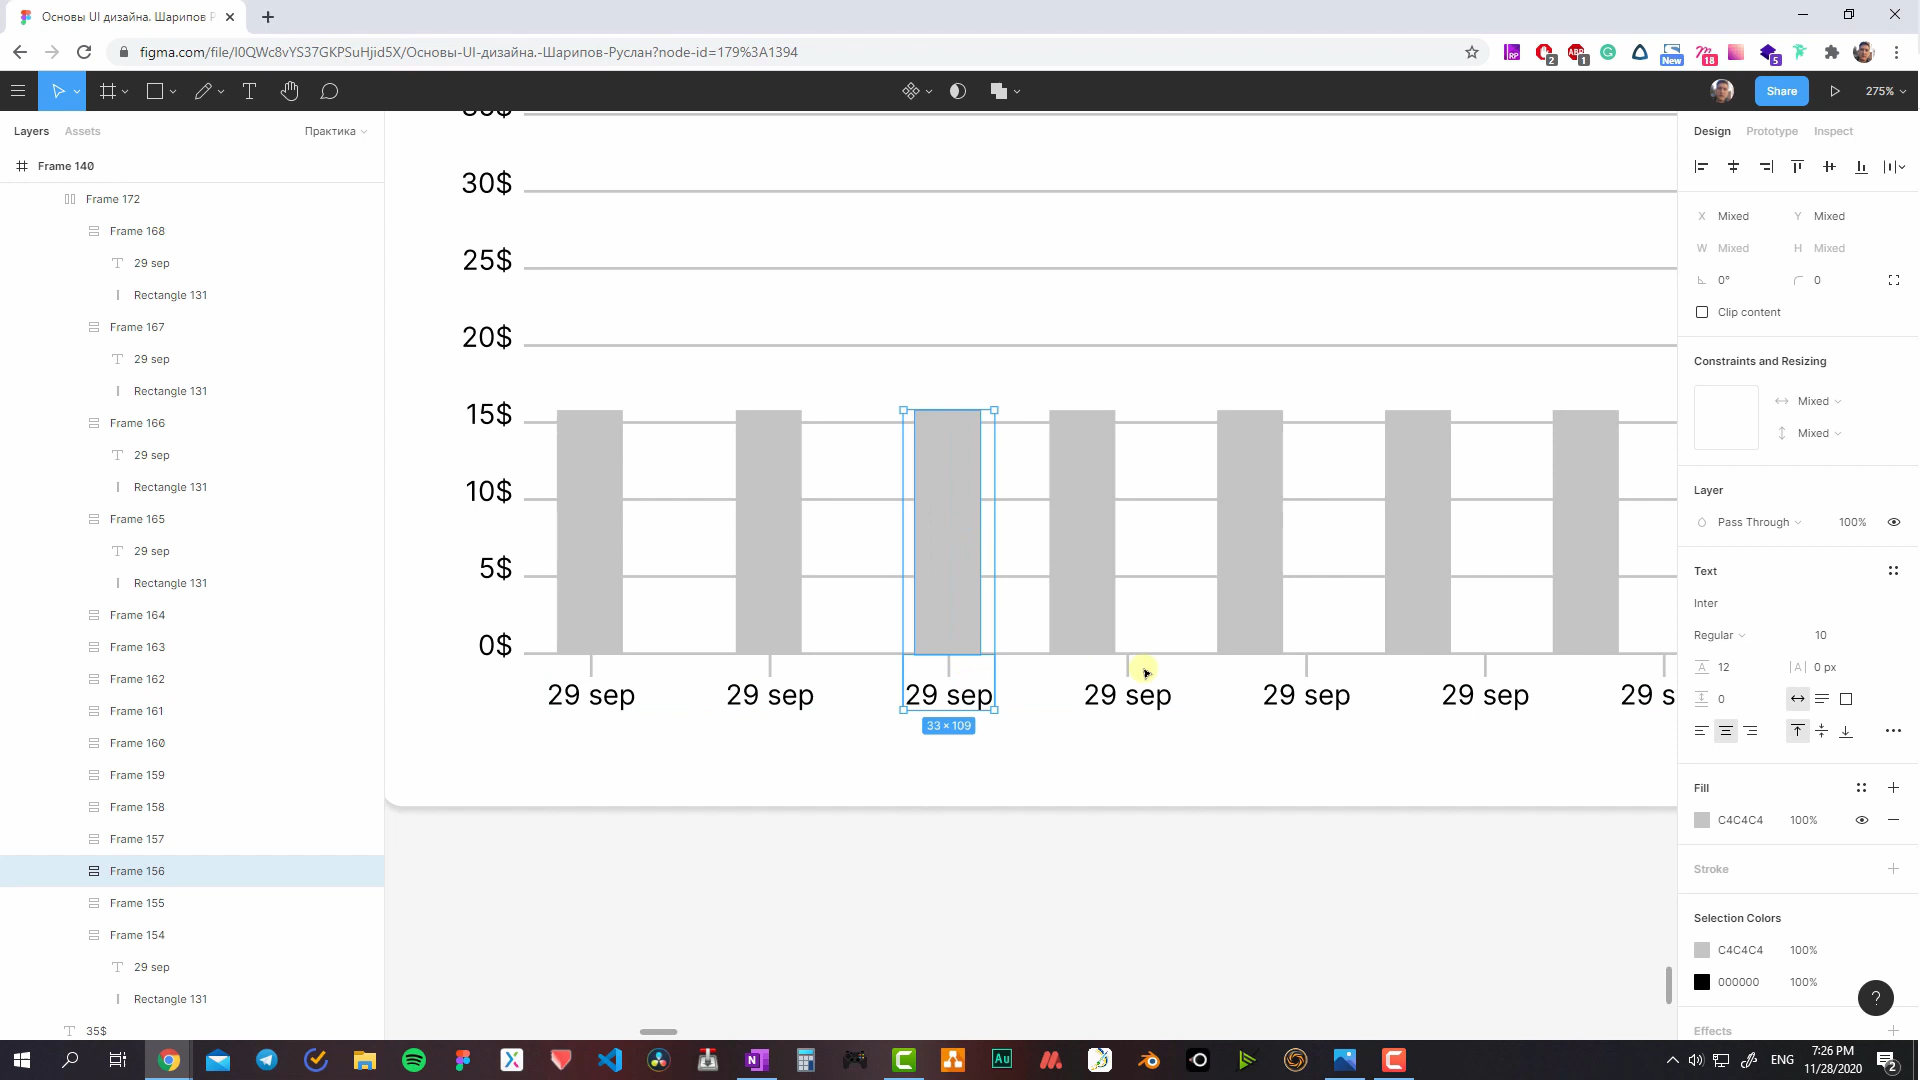 Основы UI дизайна. Шарипов Р
figma.com/file/I0QWc8vYS37GKPSuHjid5X/Основы-UI-дизайна.-Шарипов-Руслан?node-id=179%3A1394
2
1
New
18
5
Share
275%
Layers
Assets
Практика
Design
Prototype
Inspect
Frame 140
Frame 172
Frame 168
29 sep
Rectangle 131
Frame 167
29 sep
Rectangle 131
Frame 166
29 sep
Rectangle 131
Frame 165
29 sep
Rectangle 131
Frame 164
Frame 163
Frame 162
Frame 161
Frame 160
Frame 159
Frame 158
Frame 157
Frame 156
Frame 155
Frame 154
29 sep
Rectangle 131
35$
30$
25$
20$
15$
10$
5$
0$
29 sep
29 sep
29 sep
29 sep
29 sep
29 sep
29 s
33 × 109
X Mixed Y Mixed
W Mixed H Mixed
0° 0
Clip content
Constraints and Resizing
Mixed
Mixed
Layer
Pass Through 100%
Text
Inter
Regular 10
12 0 px
0
Fill
C4C4C4 100%
Stroke
Selection Colors
C4C4C4 100%
000000 100%
Effects
?
ENG
7:26 PM
11/28/2020
2